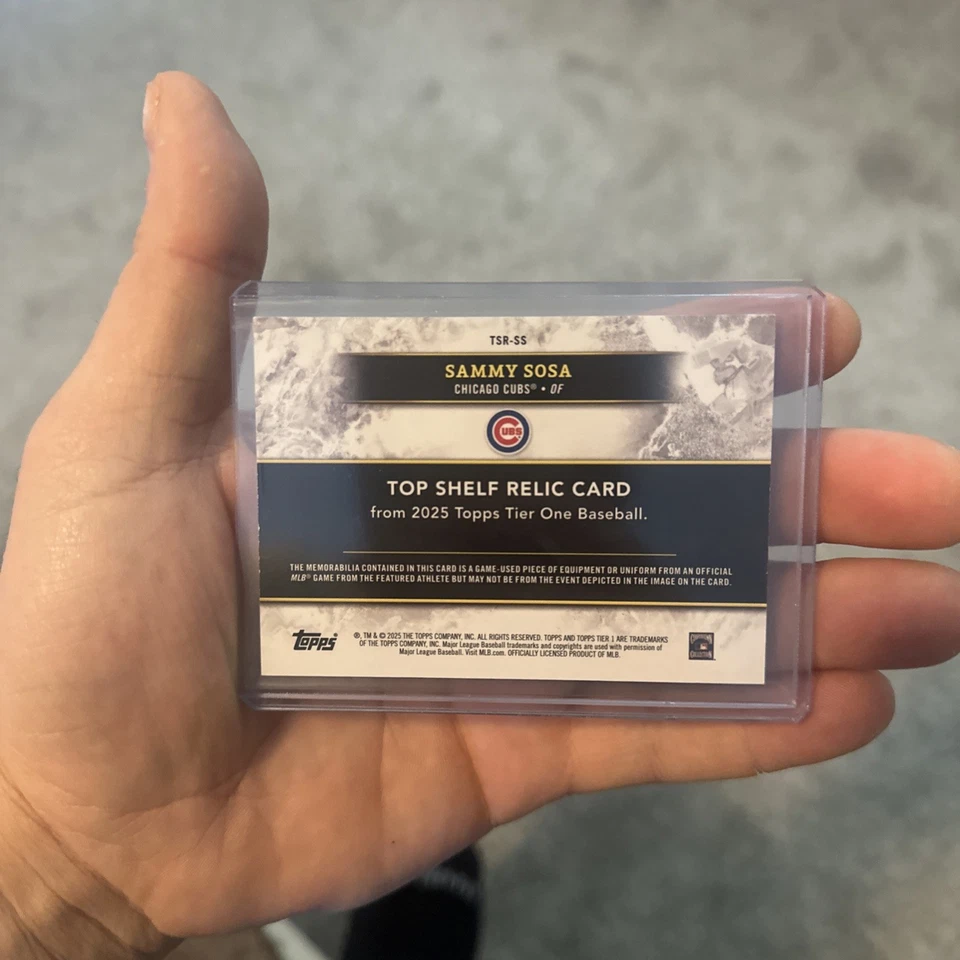 TSR-SS
SAMMY SOSA
CHICAGO CUBS® • OF
CUBS
TOP SHELF RELIC CARD
from 2025 Topps Tier One Baseball.
THE MEMORABILIA CONTAINED IN THIS CARD IS A GAME-USED PIECE OF EQUIPMENT OR UNIFORM FROM AN OFFICIAL
MLB® GAME FROM THE FEATURED ATHLETE BUT MAY NOT BE FROM THE EVENT DEPICTED IN THE IMAGE ON THE CARD.
topps
®, TM & © 2025 THE TOPPS COMPANY, INC. ALL RIGHTS RESERVED. TOPPS AND TOPPS TIER 1 ARE TRADEMARKS
OF THE TOPPS COMPANY, INC. Major League Baseball trademarks and copyrights are used with permission of
Major League Baseball. Visit MLB.com. OFFICIALLY LICENSED PRODUCT OF MLB.